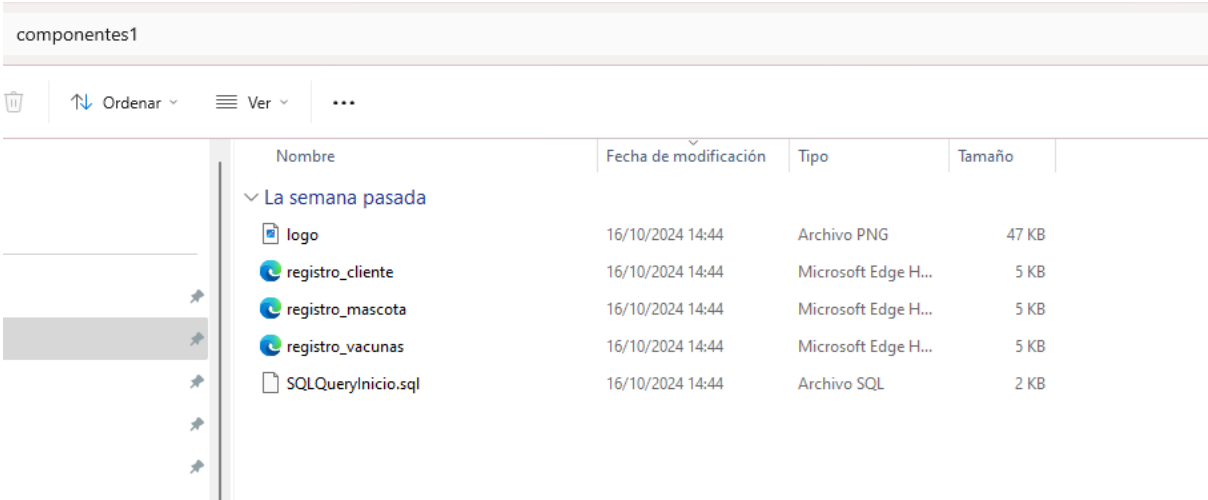 componentes1
Ordenar Ver ...
Nombre Fecha de modificación Tipo Tamaño
La semana pasada
logo 16/10/2024 14:44 Archivo PNG 47 KB
registro_cliente 16/10/2024 14:44 Microsoft Edge H... 5 KB
registro_mascota 16/10/2024 14:44 Microsoft Edge H... 5 KB
registro_vacunas 16/10/2024 14:44 Microsoft Edge H... 5 KB
SQLQueryInicio.sql 16/10/2024 14:44 Archivo SQL 2 KB